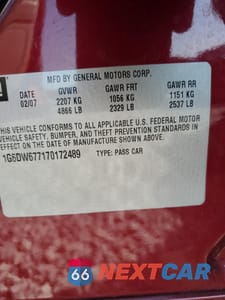 MFD BY GENERAL MOTORS CORP.
DATE GVWR GAWR FRT GAWR RR
02/07 2207 KG 1056 KG 1151 KG
4866 LB 2329 LB 2537 LB
THIS VEHICLE CONFORMS TO ALL APPLICABLE U.S. FEDERAL
VEHICLE SAFETY, BUMPER, AND THEFT PREVENTION STANDARDS
IN EFFECT ON THE DATE OF MANUFACTURE SHOWN ABOVE.
1G6DW677170172489
TYPE: PASS CAR
66 NEXTCAR